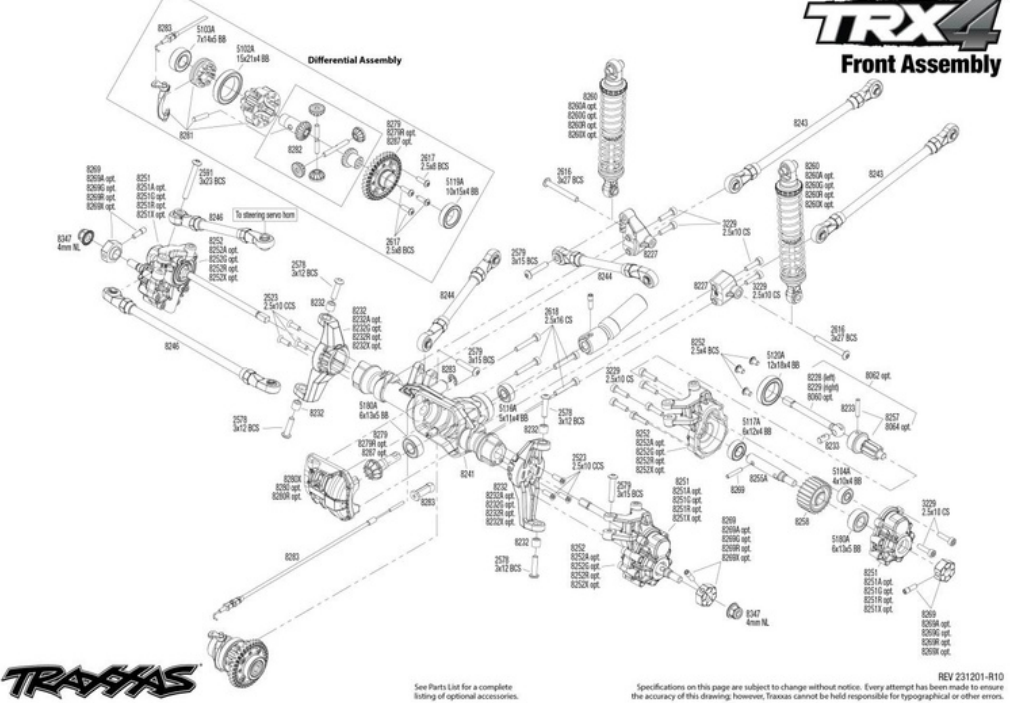 TRX4
Front Assembly
Differential Assembly
8283
5103A
7x14x5 BB
5102A
15x21x4 BB
8281
8282
8279
8279R opt.
8287 opt.
2617
2.5x8 BCS
5119A
10x15x4 BB
2617
2.5x8 BCS
8260
8260A opt.
8260G opt.
8260R opt.
8260X opt.
8243
8260
8260A opt.
8260G opt.
8260R opt.
8260X opt.
8243
8269
8269A opt.
8269G opt.
8269R opt.
8269X opt.
8251
8251A opt.
8251G opt.
8251R opt.
8251X opt.
2591
3x23 BCS
8246
To steering servo horn
8347
4mm NL
8252
8252A opt.
8252G opt.
8252R opt.
8252X opt.
2616
3x27 BCS
3229
2.5x10 CS
8227
2579
3x15 BCS
8244
8227
3229
2.5x10 CS
2578
3x12 BCS
8232
8232
8232A opt.
8232G opt.
8232R opt.
8232X opt.
2523
2.5x10 CCS
8244
2618
2.5x16 CS
2616
3x27 BCS
8246
2579
3x15 BCS
8283
8252
2.5x4 BCS
5120A
12x18x4 BB
8228 (left)
8229 (right)
8060 opt.
8062 opt.
3229
2.5x10 CS
8233
8257
8064 opt.
8233
2578
3x12 BCS
8232
5180A
6x13x5 BB
5116A
5x11x4 BB
2578
3x12 BCS
8232
8279
8279R opt.
8287 opt.
8252
8252A opt.
8252G opt.
8252R opt.
8252X opt.
5117A
6x12x4 BB
8269
8255A
5104A
4x10x4 BB
8258
8280X
8280 opt.
8280R opt.
8241
8283
8232
8232A opt.
8232G opt.
8232R opt.
8232X opt.
2523
2.5x10 CCS
2579
3x15 BCS
8251
8251A opt.
8251G opt.
8251R opt.
8251X opt.
8269
8269A opt.
8269G opt.
8269R opt.
8269X opt.
5180A
6x13x5 BB
3229
2.5x10 CS
8283
8232
2578
3x12 BCS
8252
8252A opt.
8252G opt.
8252R opt.
8252X opt.
8347
4mm NL
8251
8251A opt.
8251G opt.
8251R opt.
8251X opt.
8269
8269A opt.
8269G opt.
8269R opt.
8269X opt.
TRAXXAS
See Parts List for a complete
listing of optional accessories.
REV 231201-R10
Specifications on this page are subject to change without notice. Every attempt has been made to ensure
the accuracy of this drawing; however, Traxxas cannot be held responsible for typographical or other errors.